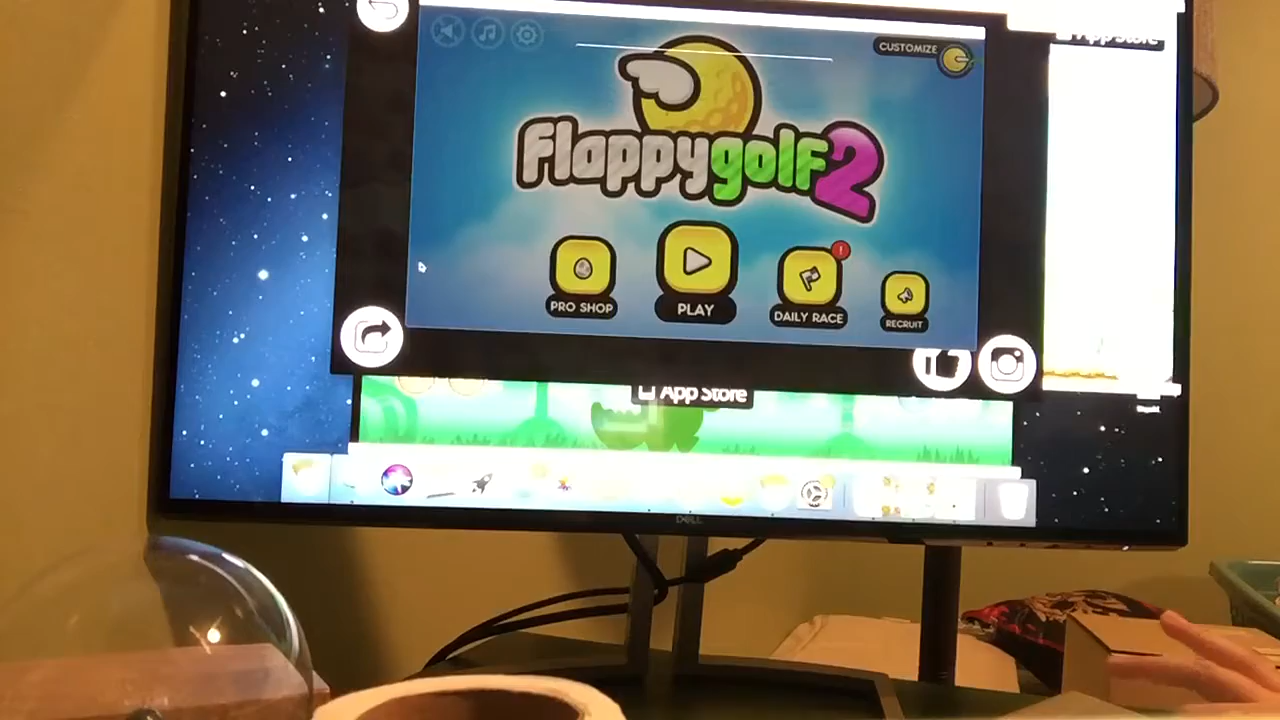 App Store
CUSTOMIZE
flappygolf2
!
PRO SHOP
PLAY
DAILY RACE
RECRUIT
App Store
DELL